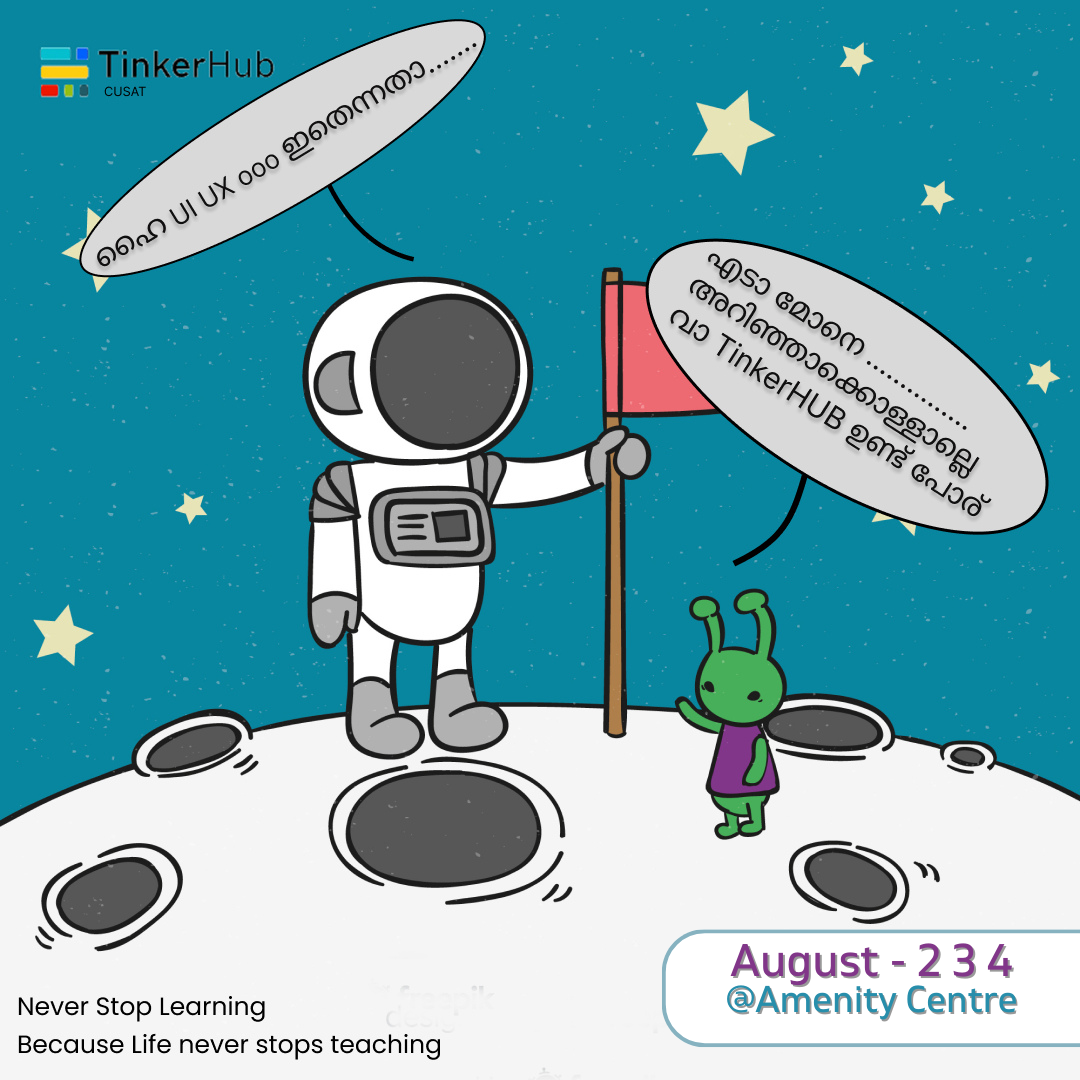 TinkerHub
CUSAT
ഹൈ UI UX ഠഠഠ ഇതെന്നതാ.......
എടാ മോനെ ................
അറിഞ്ഞാക്കൊള്ളാല്ലെ
വാ TinkerHUB ഉണ്ട് പോര്
August - 2 3 4
@Amenity Centre
Never Stop Learning
Because Life never stops teaching